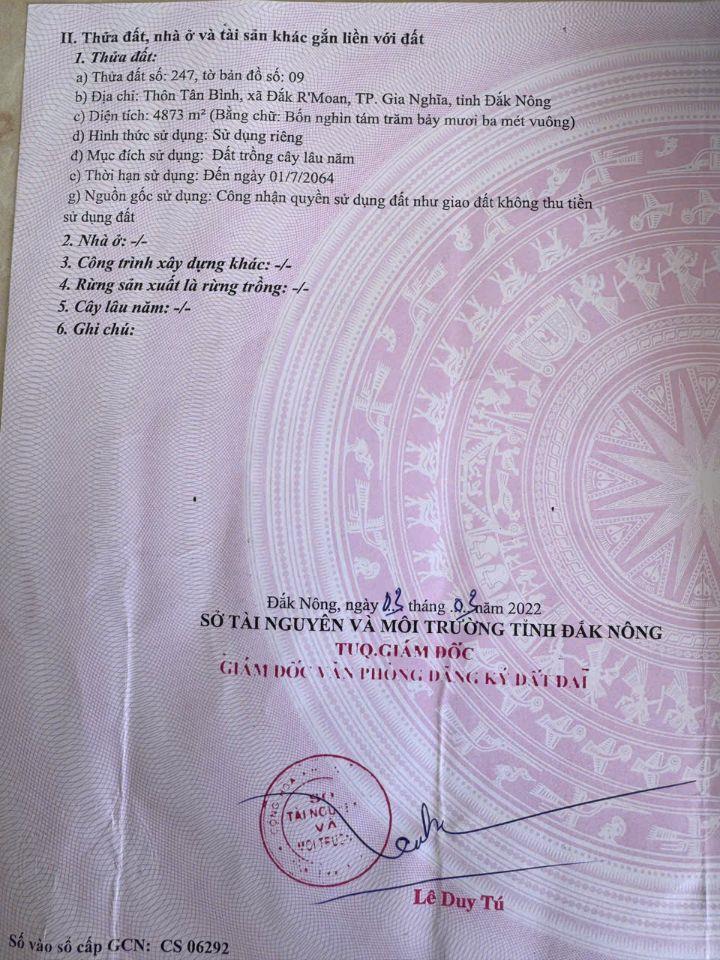 II. Thửa đất, nhà ở và tài sản khác gắn liền với đất
1. Thửa đất:
a) Thửa đất số: 247, tờ bản đồ số: 09
b) Địa chỉ: Thôn Tân Bình, xã Đắk R'Moan, TP. Gia Nghĩa, tỉnh Đắk Nông
c) Diện tích: 4873 m² (Bằng chữ: Bốn nghìn tám trăm bảy mươi ba mét vuông)
d) Hình thức sử dụng: Sử dụng riêng
đ) Mục đích sử dụng: Đất trồng cây lâu năm
e) Thời hạn sử dụng: Đến ngày 01/7/2064
g) Nguồn gốc sử dụng: Công nhận quyền sử dụng đất như giao đất không thu tiền
sử dụng đất
2. Nhà ở: -/-
3. Công trình xây dựng khác: -/-
4. Rừng sản xuất là rừng trồng: -/-
5. Cây lâu năm: -/-
6. Ghi chú:
Đắk Nông, ngày 03 tháng 03 năm 2022
SỞ TÀI NGUYÊN VÀ MÔI TRƯỜNG TỈNH ĐẮK NÔNG
TUQ.GIÁM ĐỐC
GIÁM ĐỐC VĂN PHÒNG ĐĂNG KÝ ĐẤT ĐAI
SỞ
TÀI NGUYÊN
VÀ
MÔI TRƯỜNG
Lê Duy Tú
Số vào sổ cấp GCN: CS 06292